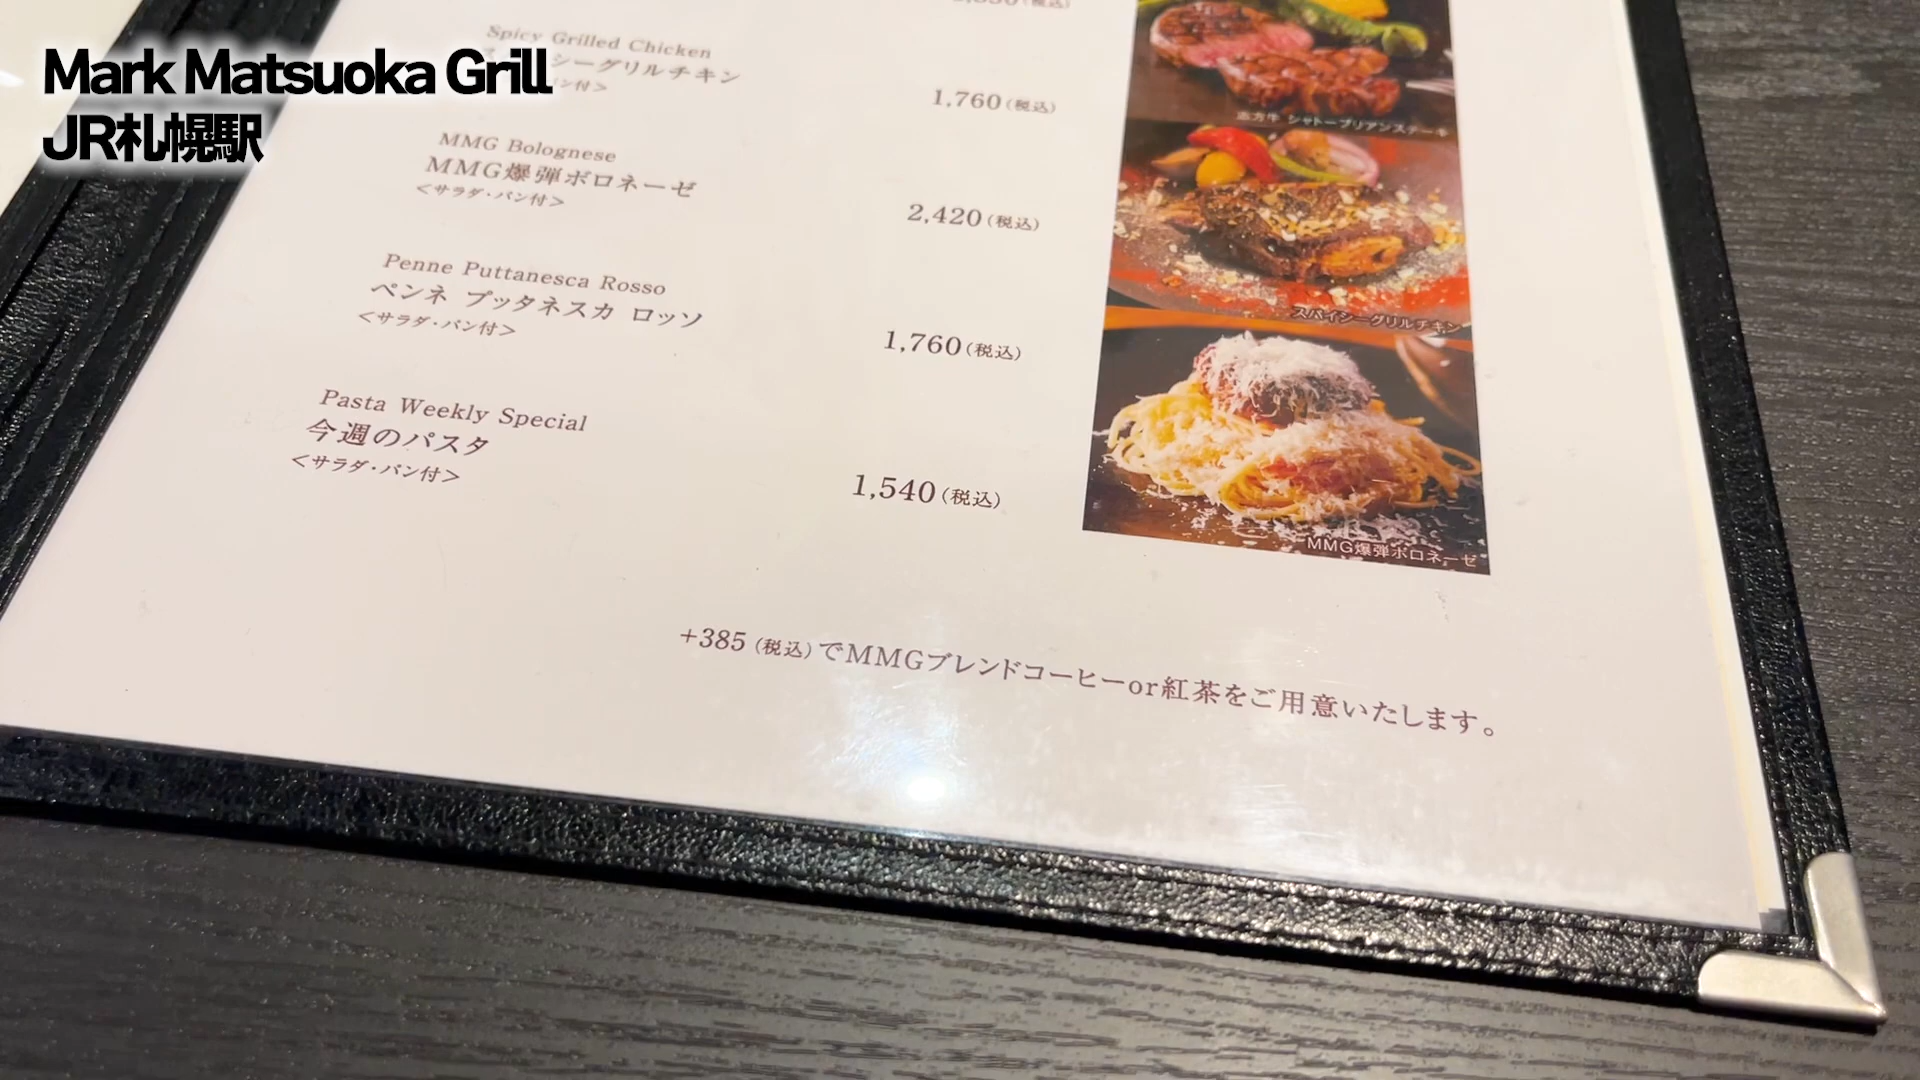 Mark Matsuoka Grill
JR札幌駅
Spicy Grilled Chicken
シーグリルチキン
パン付>
1,760(税込)
MMG Bolognese
MMG爆弾ボロネーゼ
<サラダ・パン付>
2,420(税込)
Penne Puttanesca Rosso
ペンネ プッタネスカ ロッソ
<サラダ・パン付>
1,760(税込)
Pasta Weekly Special
今週のパスタ
<サラダ・パン付>
1,540(税込)
シャトーブリアンステーキ
スパイシーグリルチキン
MMG爆弾ボロネーゼ
+385(税込)でMMGブレンドコーヒーor紅茶をご用意いたします。